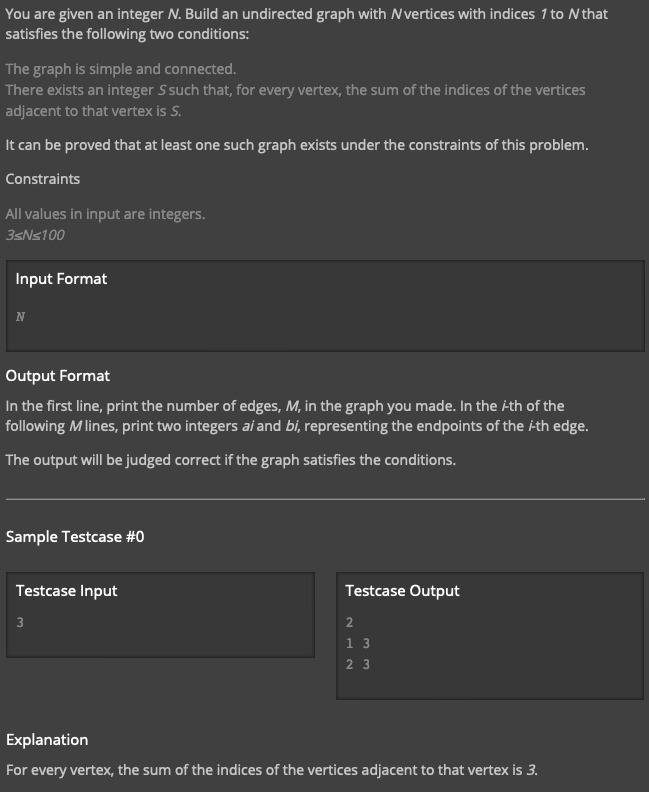 You are given an integer N. Build an undirected graph with N vertices with indices 1 to N that
satisfies the following two conditions:
The graph is simple and connected.
There exists an integer S such that, for every vertex, the sum of the indices of the vertices
adjacent to that vertex is S.
It can be proved that at least one such graph exists under the constraints of this problem.
Constraints
All values in input are integers.
3≤N≤100
Input Format
N
Output Format
In the first line, print the number of edges, M, in the graph you made. In the i-th of the
following M lines, print two integers ai and bi, representing the endpoints of the i-th edge.
The output will be judged correct if the graph satisfies the conditions.
Sample Testcase #0
Testcase Input
3
Testcase Output
2
1 3
2 3
Explanation
For every vertex, the sum of the indices of the vertices adjacent to that vertex is 3.